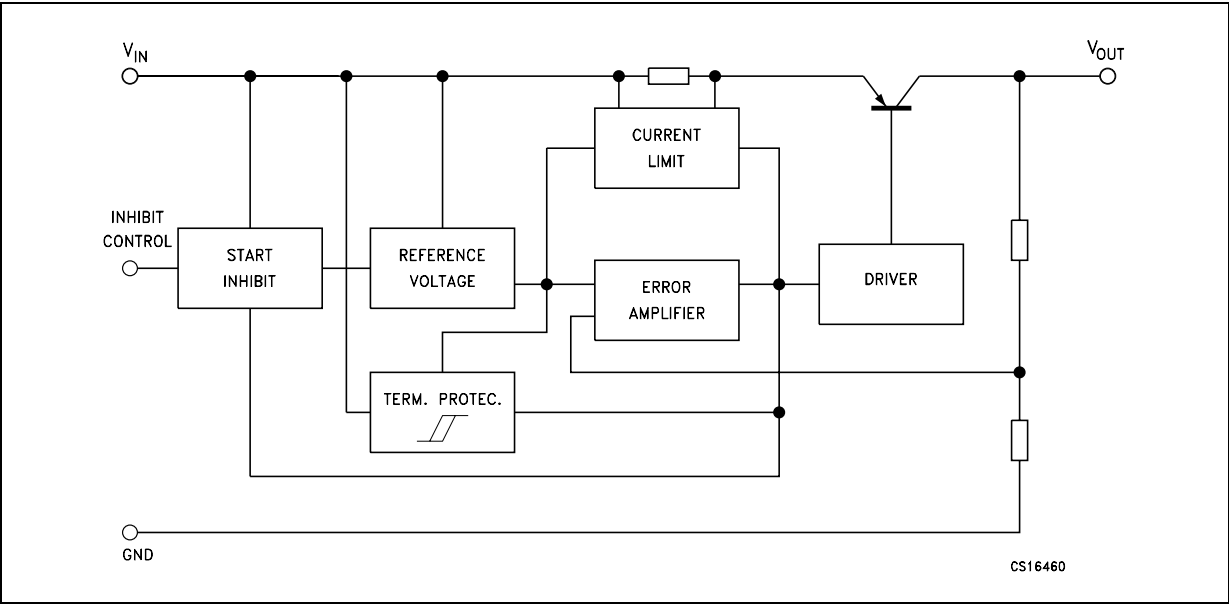 VIN
VOUT
CURRENT
LIMIT
INHIBIT
CONTROL
START
INHIBIT
REFERENCE
VOLTAGE
ERROR
AMPLIFIER
DRIVER
TERM. PROTEC.
GND
CS16460